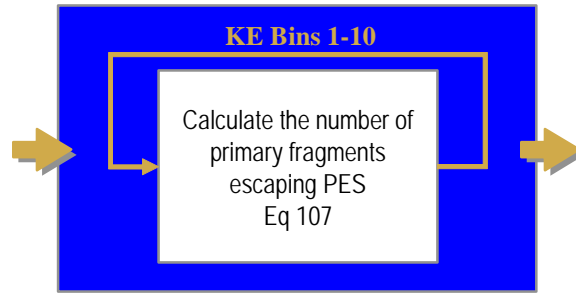 KE Bins 1-10
Calculate the number of
primary fragments
escaping PES
Eq 107